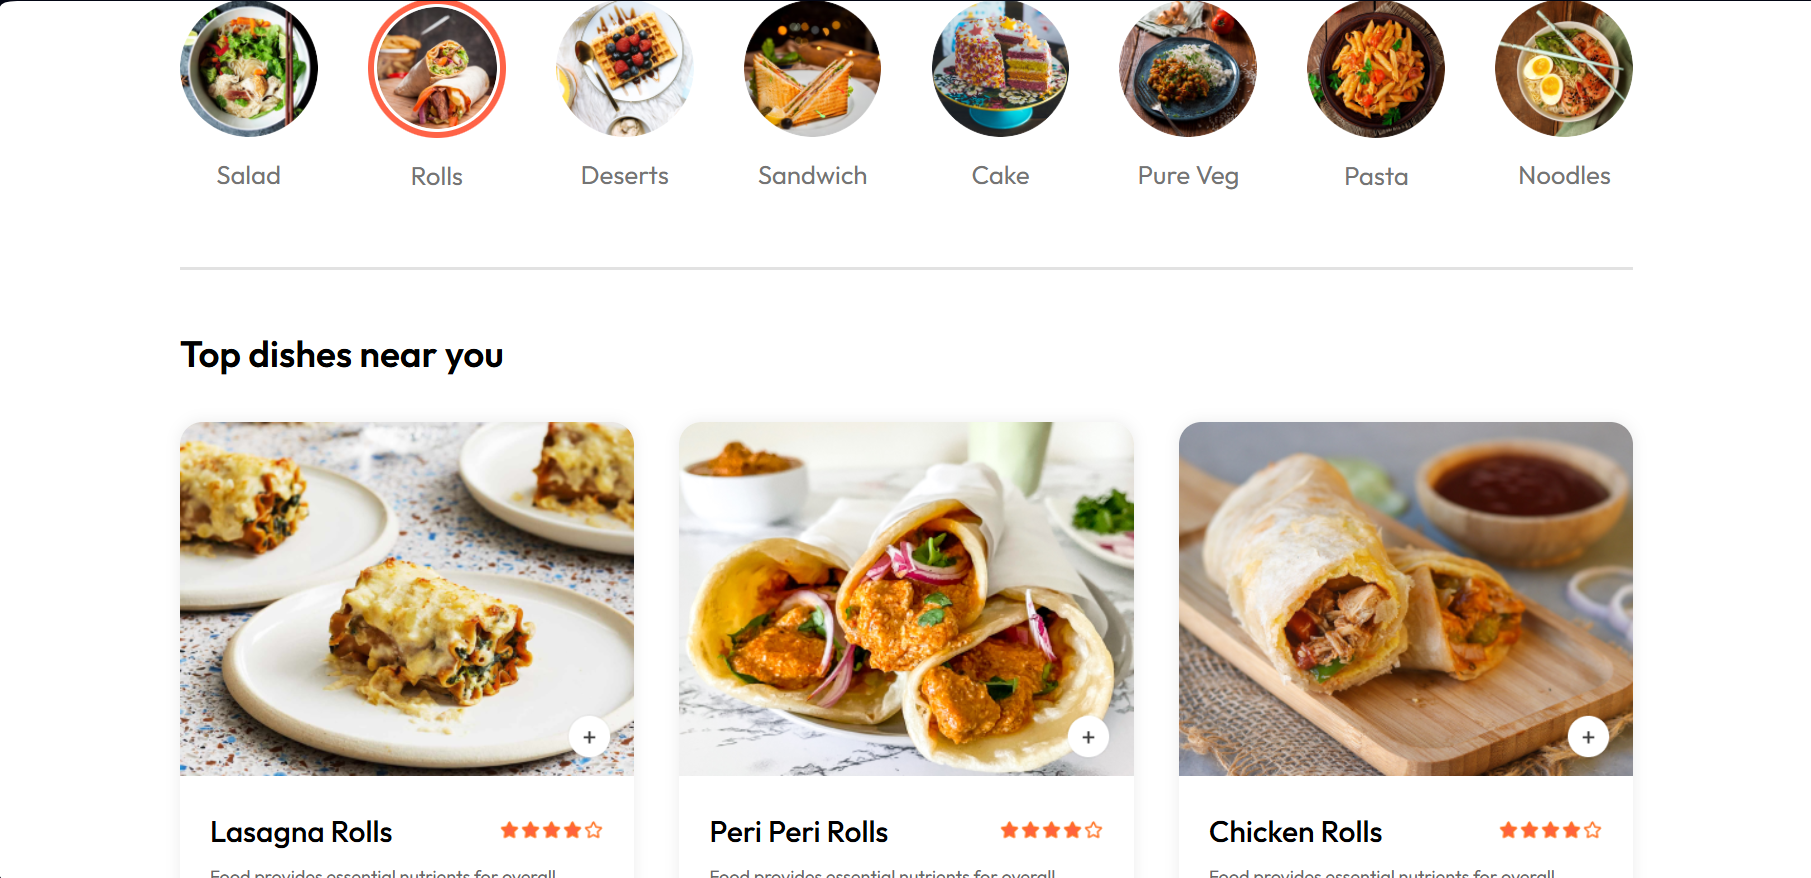 Salad
Rolls
Deserts
Sandwich
Cake
Pure Veg
Pasta
Noodles
Top dishes near you
Lasagna Rolls
Food provides essential nutrients for overall
Peri Peri Rolls
Food provides essential nutrients for overall
Chicken Rolls
Food provides essential nutrients for overall